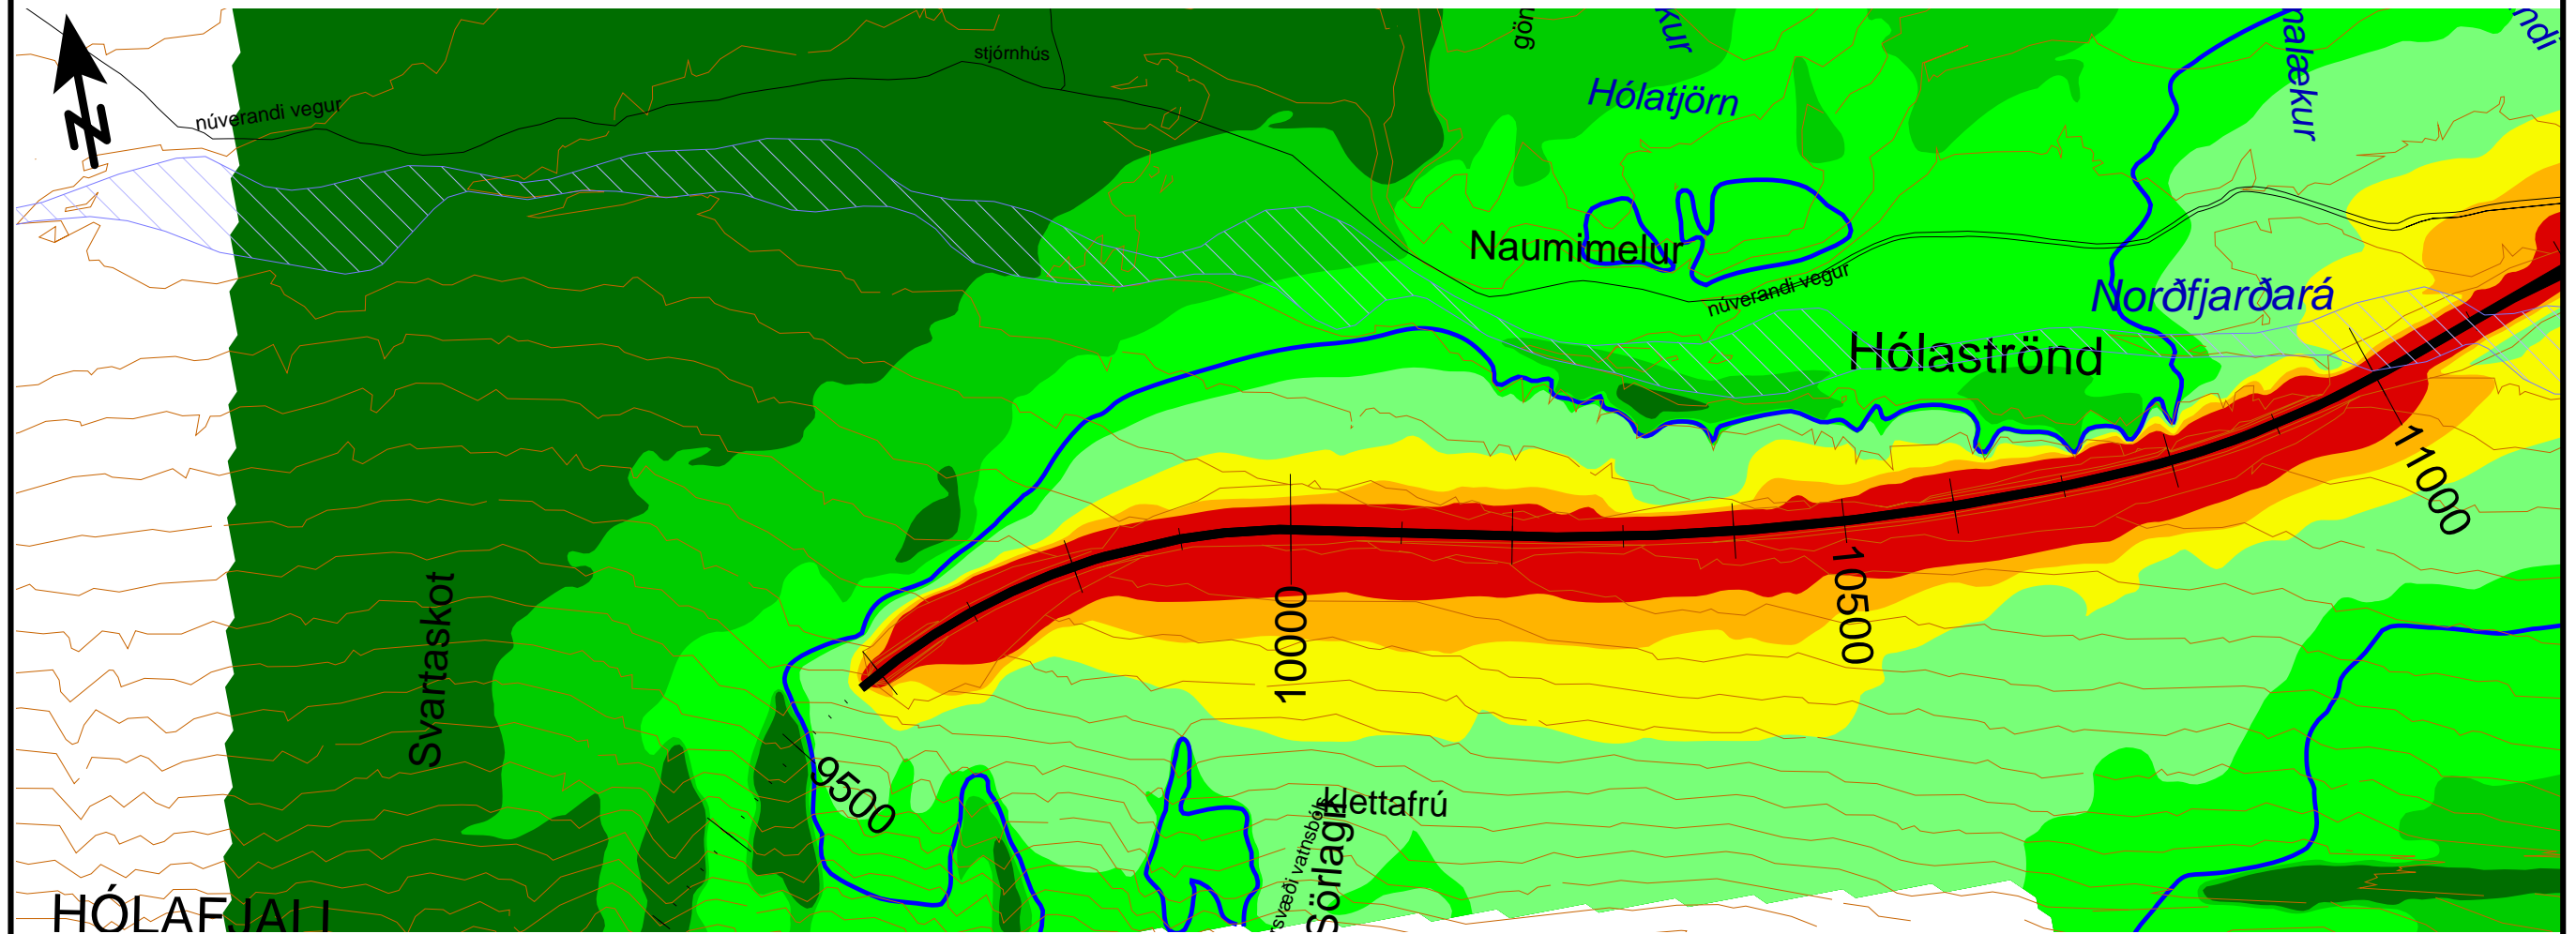 stjórnhús
núverandi vegur
Hólatjörn
Naumimelur
núverandi vegur
Norðfjarðará
Hólaströnd
11000
10500
10000
Svartaskot
9500
klettafrú
Sörlagil
HÓLAFJALL